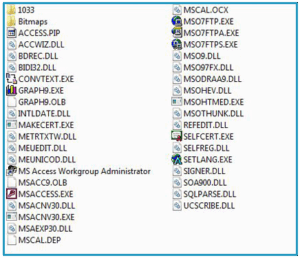 1033
Bitmaps
ACCESS.PIP
ACCWIZ.DLL
BDREC.DLL
BIDI32.DLL
CONVTEXT.EXE
GRAPH9.EXE
GRAPH9.OLB
INTLDATE.DLL
MAKECERT.EXE
METRTXTW.DLL
MEUEDIT.DLL
MEUNICOD.DLL
MS Access Workgroup Administrator
MSACC9.OLB
MSACCESS.EXE
MSACNV30.DLL
MSACNV30.EXE
MSAEXP30.DLL
MSCAL.DEP
MSCAL.OCX
MSO7FTP.EXE
MSO7FTPA.EXE
MSO7FTPS.EXE
MSO9.DLL
MSO97FX.DLL
MSODRAA9.DLL
MSOHEV.DLL
MSOHTMED.EXE
MSOTHUNK.DLL
REFEDIT.DLL
SELFCERT.EXE
SELFREG.DLL
SETLANG.EXE
SIGNER.DLL
SOA900.DLL
SQLPARSE.DLL
UCSCRIBE.DLL